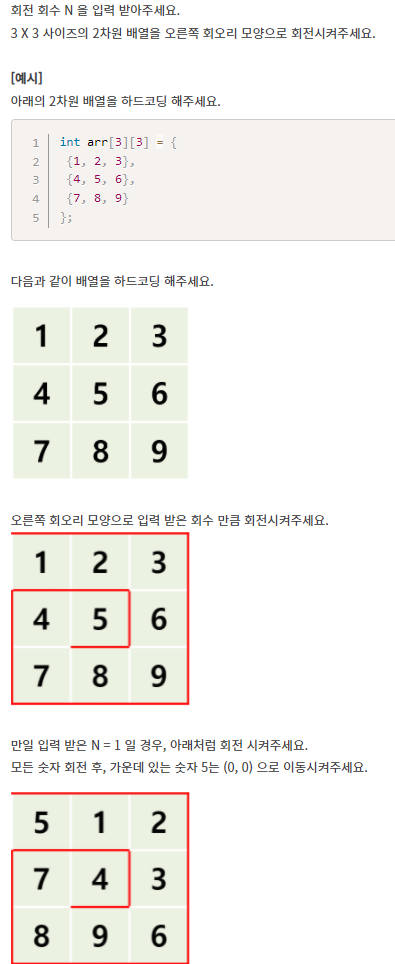 회전 회수 N 을 입력 받아주세요.
3 X 3 사이즈의 2차원 배열을 오른쪽 회오리 모양으로 회전시켜주세요.
[예시]
아래의 2차원 배열을 하드코딩 해주세요.
1 int arr[3][3] = {
2 {1, 2, 3},
3 {4, 5, 6},
4 {7, 8, 9}
5 };
다음과 같이 배열을 하드코딩 해주세요.
1 2 3
4 5 6
7 8 9
오른쪽 회오리 모양으로 입력 받은 회수 만큼 회전시켜주세요.
1 2 3
4 5 6
7 8 9
만일 입력 받은 N = 1 일 경우, 아래처럼 회전 시켜주세요.
모든 숫자 회전 후, 가운데 있는 숫자 5는 (0, 0) 으로 이동시켜주세요.
5 1 2
7 4 3
8 9 6